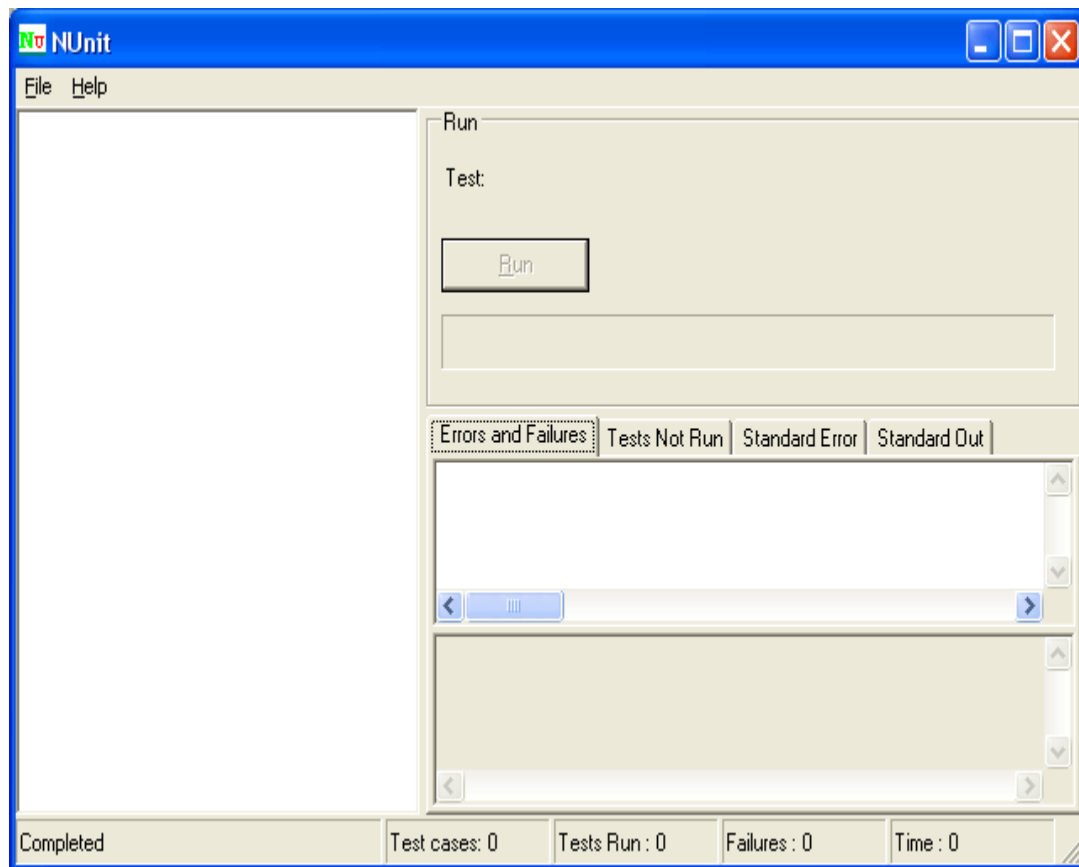 NUnit
File Help
Run
Test:
Run
Errors and Failures Tests Not Run Standard Error Standard Out
Completed Test cases: 0 Tests Run : 0 Failures : 0 Time : 0